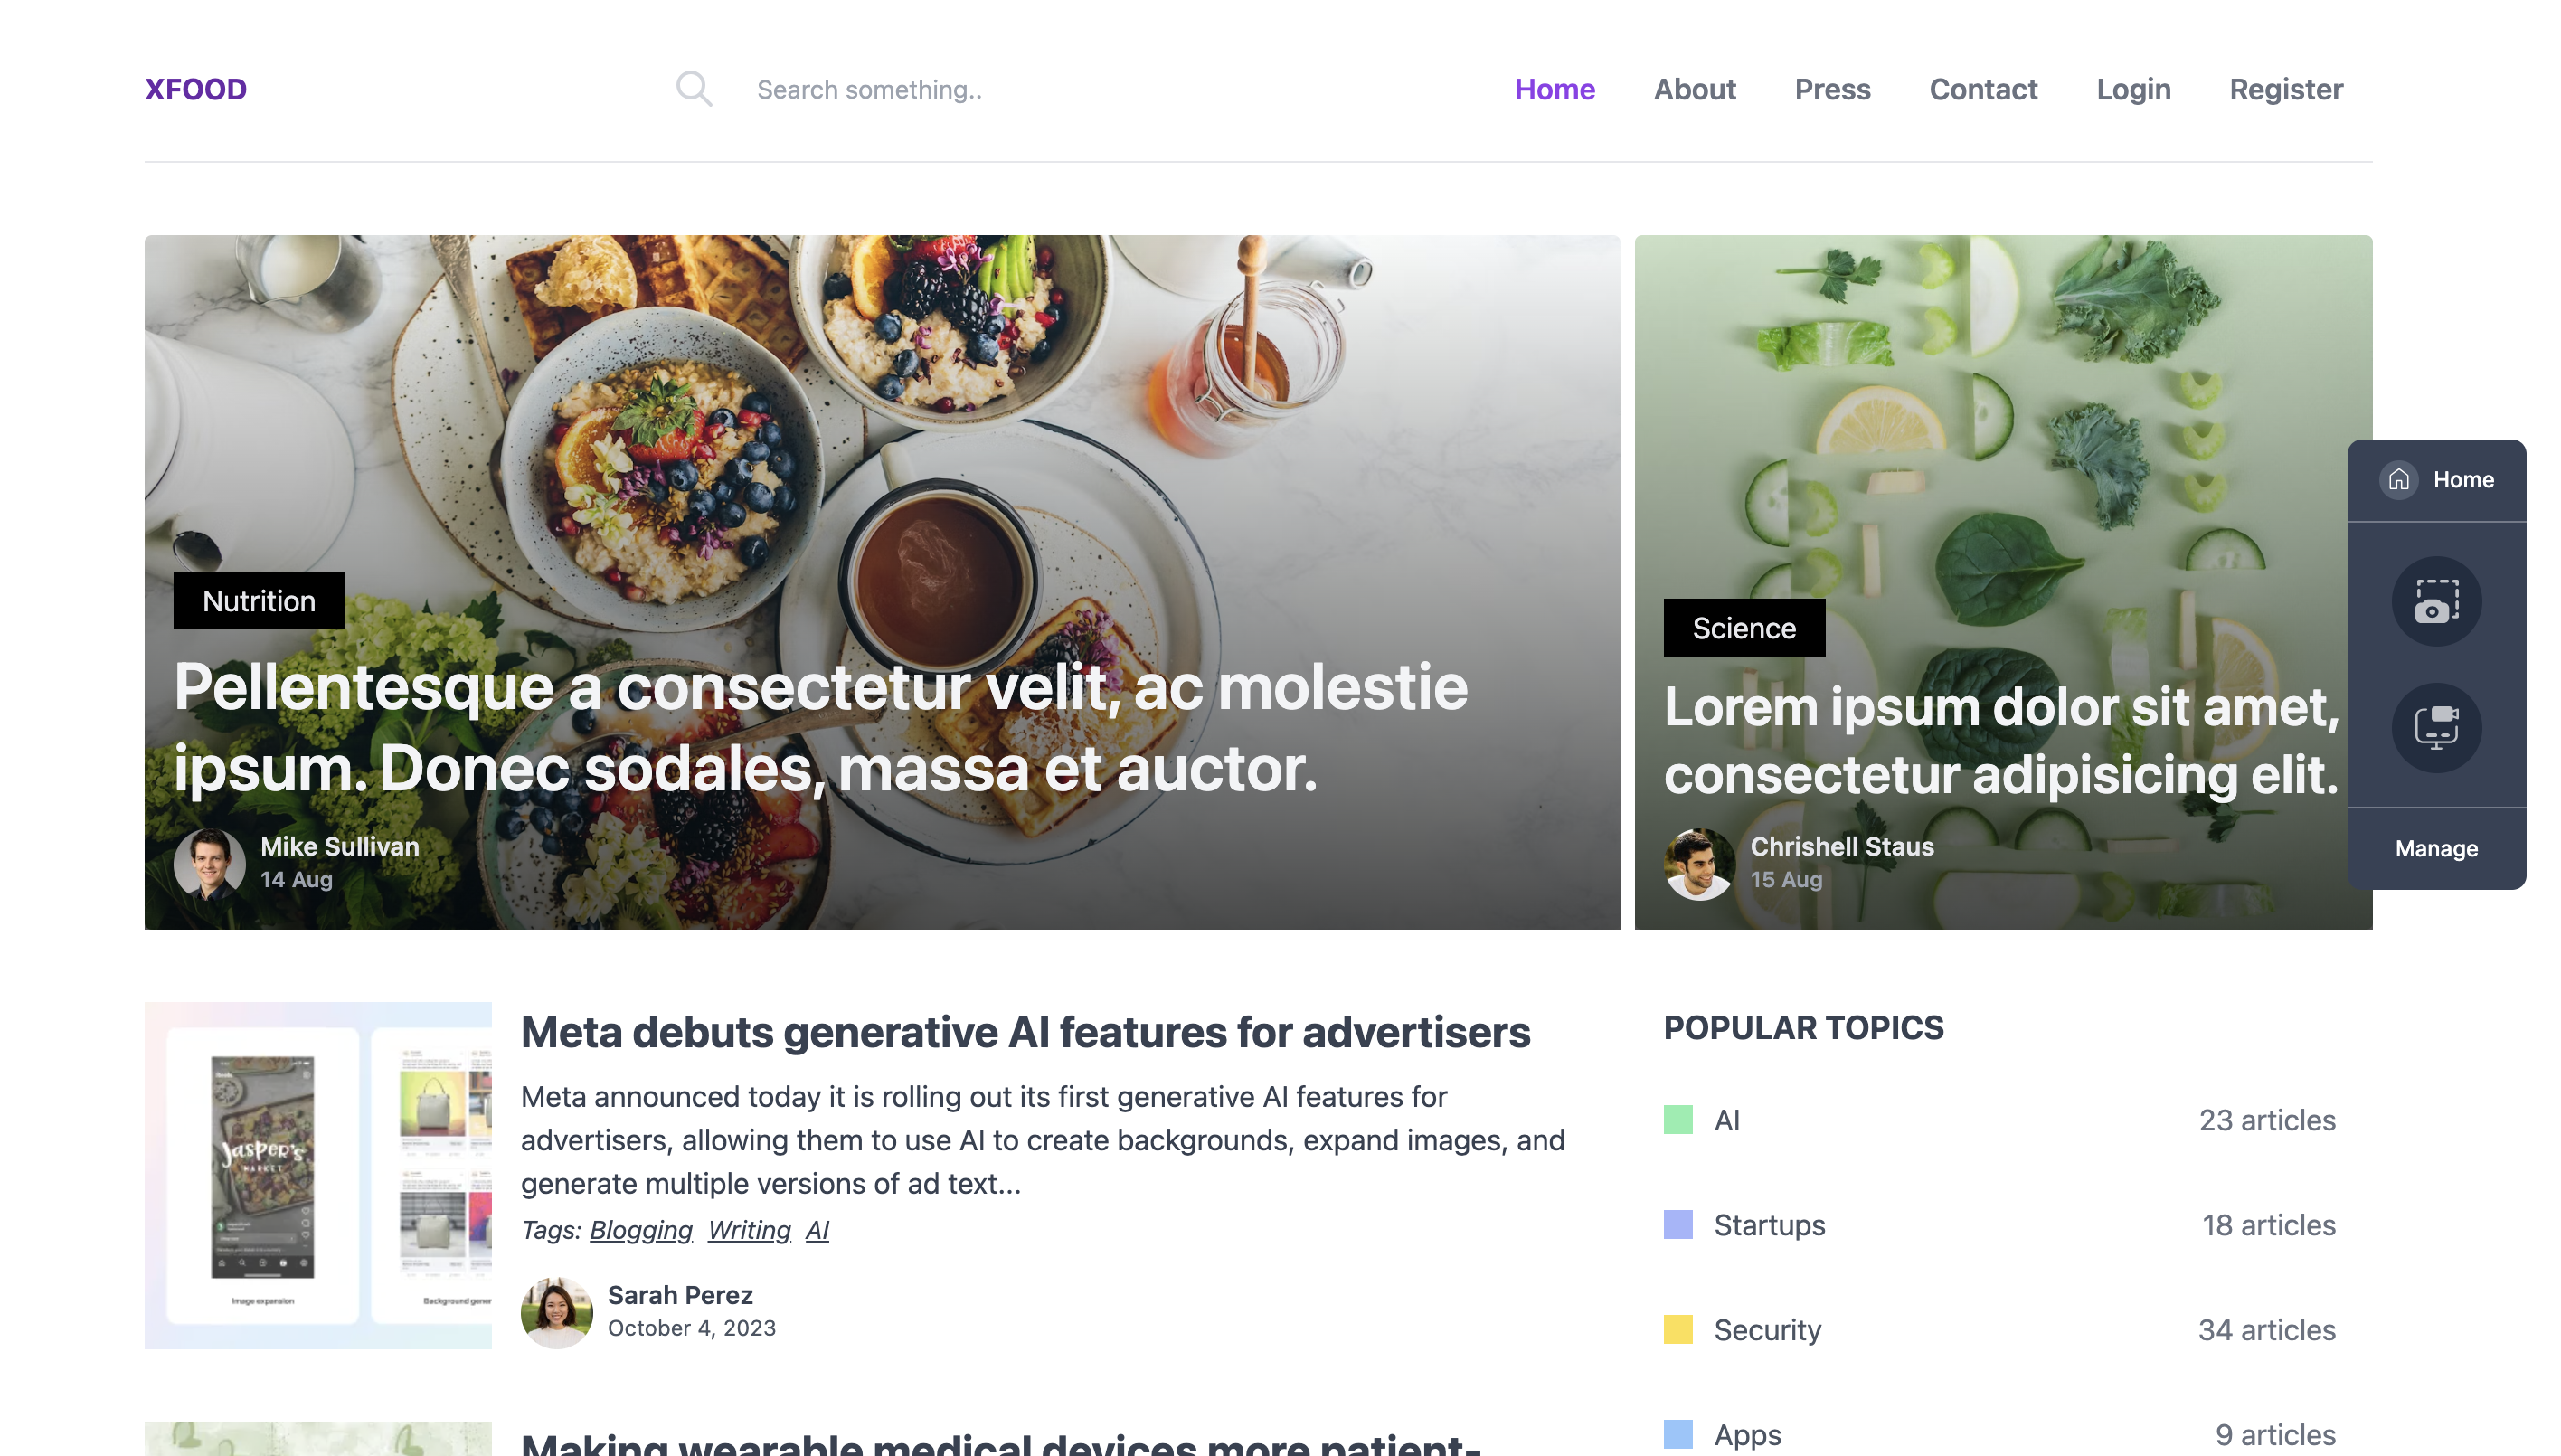 XFOOD
Search something..
Home
About
Press
Contact
Login
Register
Nutrition
Pellentesque a consectetur velit, ac molestie
ipsum. Donec sodales, massa et auctor.
Mike Sullivan
14 Aug
Science
Lorem ipsum dolor sit amet,
consectetur adipisicing elit.
Chrishell Staus
15 Aug
Home
Manage
Jasper's
MARKET
Image expansion
Background gener
Meta debuts generative AI features for advertisers
Meta announced today it is rolling out its first generative AI features for
advertisers, allowing them to use AI to create backgrounds, expand images, and
generate multiple versions of ad text...
Tags: Blogging Writing AI
Sarah Perez
October 4, 2023
Making wearable medical devices more patient-
POPULAR TOPICS
AI 23 articles
Startups 18 articles
Security 34 articles
Apps 9 articles